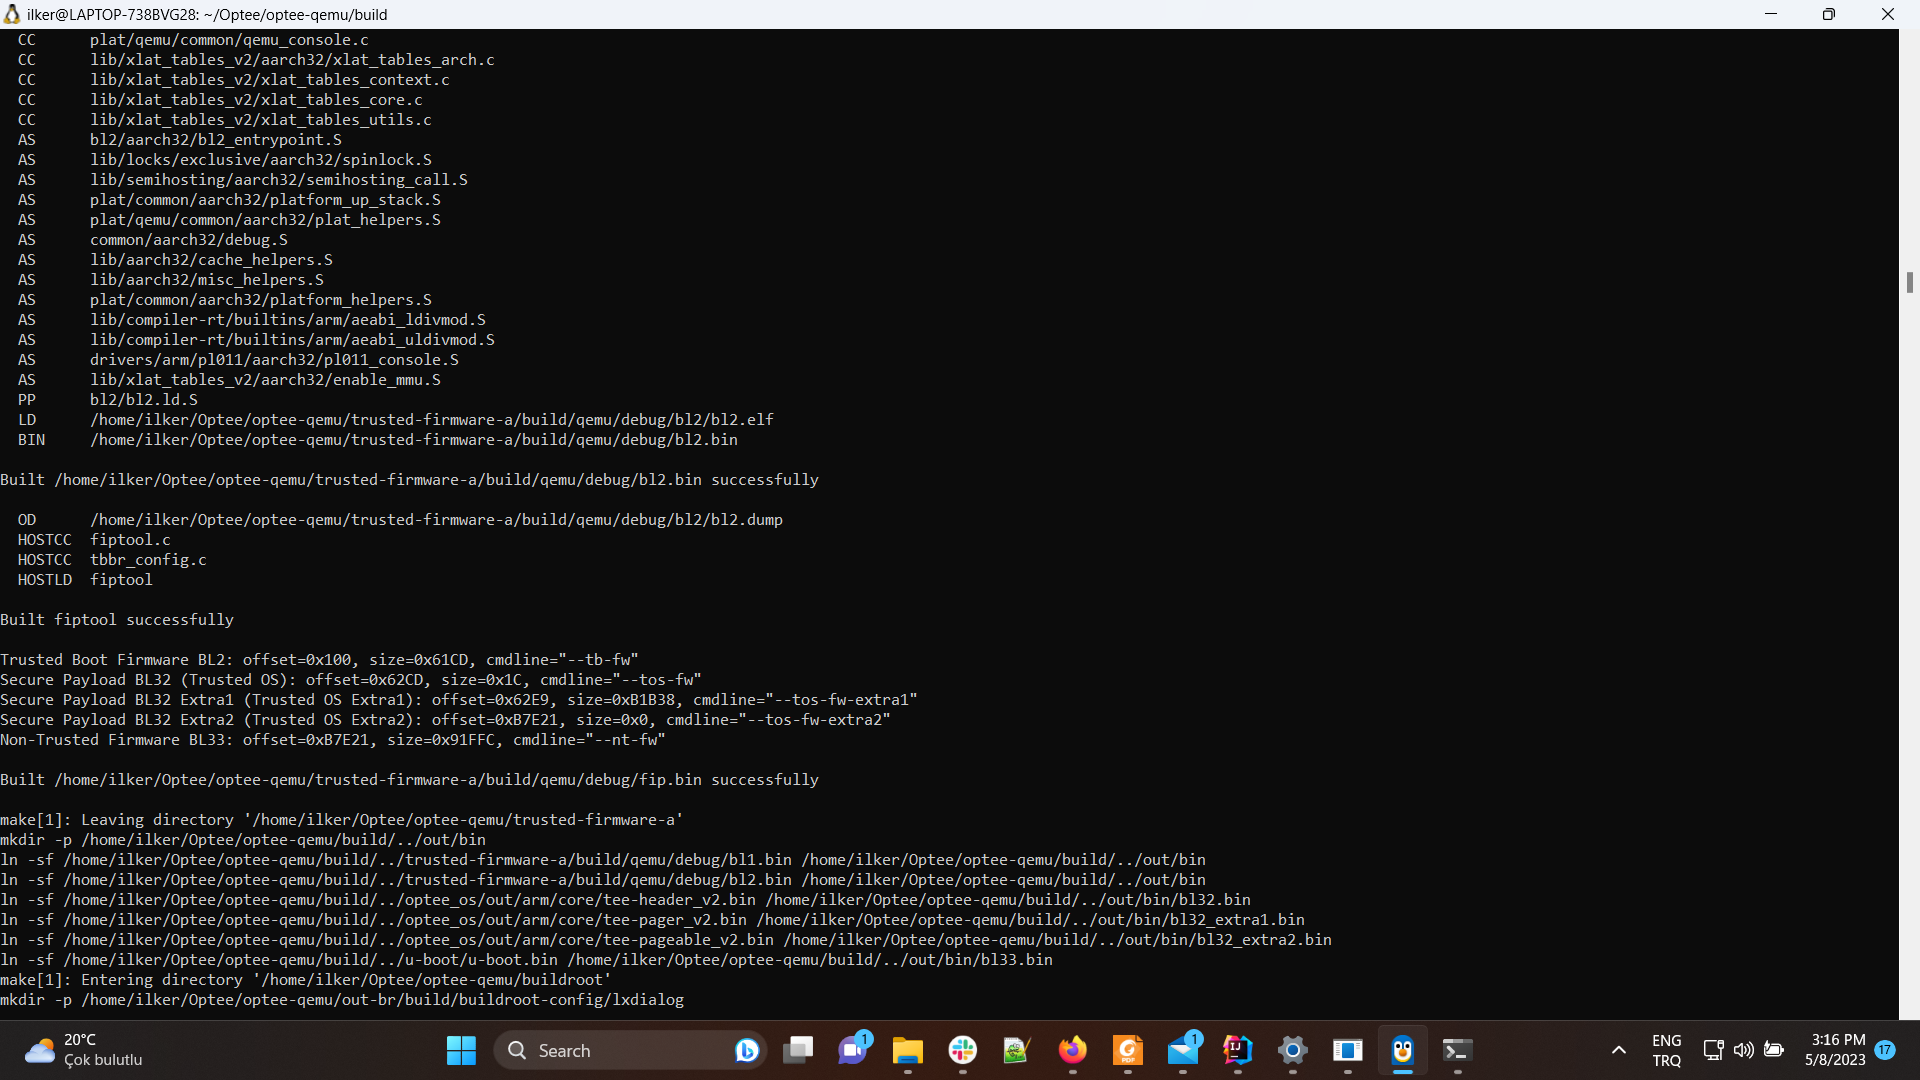 ilker@LAPTOP-738BVG28: ~/Optee/optee-qemu/build
CC plat/qemu/common/qemu_console.c
CC lib/xlat_tables_v2/aarch32/xlat_tables_arch.c
CC lib/xlat_tables_v2/xlat_tables_context.c
CC lib/xlat_tables_v2/xlat_tables_core.c
CC lib/xlat_tables_v2/xlat_tables_utils.c
AS bl2/aarch32/bl2_entrypoint.S
AS lib/locks/exclusive/aarch32/spinlock.S
AS lib/semihosting/aarch32/semihosting_call.S
AS plat/common/aarch32/platform_up_stack.S
AS plat/qemu/common/aarch32/plat_helpers.S
AS common/aarch32/debug.S
AS lib/aarch32/cache_helpers.S
AS lib/aarch32/misc_helpers.S
AS plat/common/aarch32/platform_helpers.S
AS lib/compiler-rt/builtins/arm/aeabi_ldivmod.S
AS lib/compiler-rt/builtins/arm/aeabi_uldivmod.S
AS drivers/arm/pl011/aarch32/pl011_console.S
AS lib/xlat_tables_v2/aarch32/enable_mmu.S
PP bl2/bl2.ld.S
LD /home/ilker/Optee/optee-qemu/trusted-firmware-a/build/qemu/debug/bl2/bl2.elf
BIN /home/ilker/Optee/optee-qemu/trusted-firmware-a/build/qemu/debug/bl2.bin
Built /home/ilker/Optee/optee-qemu/trusted-firmware-a/build/qemu/debug/bl2.bin successfully
OD /home/ilker/Optee/optee-qemu/trusted-firmware-a/build/qemu/debug/bl2/bl2.dump
HOSTCC fiptool.c
HOSTCC tbbr_config.c
HOSTLD fiptool
Built fiptool successfully
Trusted Boot Firmware BL2: offset=0x100, size=0x61CD, cmdline="--tb-fw"
Secure Payload BL32 (Trusted OS): offset=0x62CD, size=0x1C, cmdline="--tos-fw"
Secure Payload BL32 Extra1 (Trusted OS Extra1): offset=0x62E9, size=0xB1B38, cmdline="--tos-fw-extra1"
Secure Payload BL32 Extra2 (Trusted OS Extra2): offset=0xB7E21, size=0x0, cmdline="--tos-fw-extra2"
Non-Trusted Firmware BL33: offset=0xB7E21, size=0x91FFC, cmdline="--nt-fw"
Built /home/ilker/Optee/optee-qemu/trusted-firmware-a/build/qemu/debug/fip.bin successfully
make[1]: Leaving directory '/home/ilker/Optee/optee-qemu/trusted-firmware-a'
mkdir -p /home/ilker/Optee/optee-qemu/build/../out/bin
ln -sf /home/ilker/Optee/optee-qemu/build/../trusted-firmware-a/build/qemu/debug/bl1.bin /home/ilker/Optee/optee-qemu/build/../out/bin
ln -sf /home/ilker/Optee/optee-qemu/build/../trusted-firmware-a/build/qemu/debug/bl2.bin /home/ilker/Optee/optee-qemu/build/../out/bin
ln -sf /home/ilker/Optee/optee-qemu/build/../optee_os/out/arm/core/tee-header_v2.bin /home/ilker/Optee/optee-qemu/build/../out/bin/bl32.bin
ln -sf /home/ilker/Optee/optee-qemu/build/../optee_os/out/arm/core/tee-pager_v2.bin /home/ilker/Optee/optee-qemu/build/../out/bin/bl32_extra1.bin
ln -sf /home/ilker/Optee/optee-qemu/build/../optee_os/out/arm/core/tee-pageable_v2.bin /home/ilker/Optee/optee-qemu/build/../out/bin/bl32_extra2.bin
ln -sf /home/ilker/Optee/optee-qemu/build/../u-boot/u-boot.bin /home/ilker/Optee/optee-qemu/build/../out/bin/bl33.bin
make[1]: Entering directory '/home/ilker/Optee/optee-qemu/buildroot'
mkdir -p /home/ilker/Optee/optee-qemu/out-br/build/buildroot-config/lxdialog
20°C
Çok bulutlu
Search
1
PDF
1
IJ
ENG
TRQ
3:16 PM
5/8/2023
17